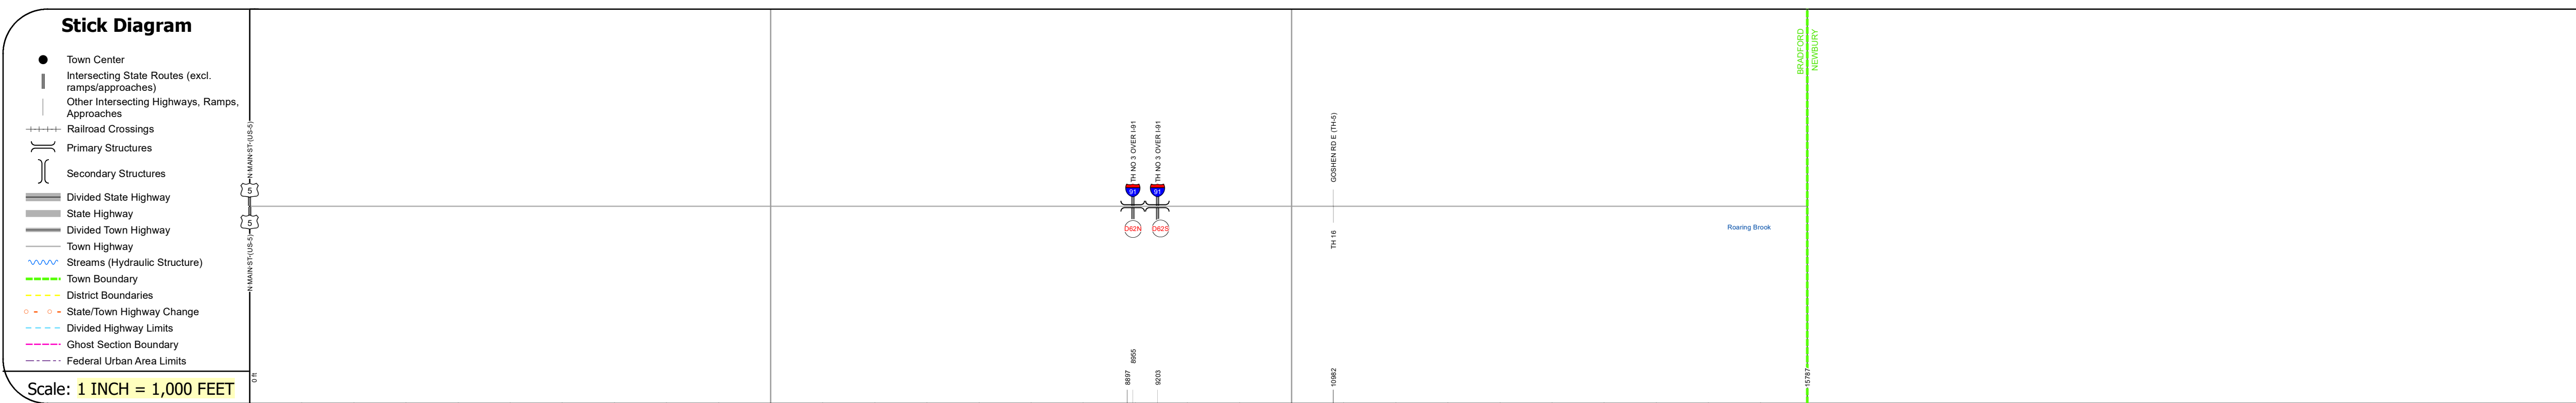 Stick Diagram
Town Center
Intersecting State Routes (excl.
ramps/approaches)
Other Intersecting Highways, Ramps,
Approaches
Railroad Crossings
Primary Structures
Secondary Structures
Divided State Highway
State Highway
Divided Town Highway
Town Highway
Streams (Hydraulic Structure)
Town Boundary
District Boundaries
State/Town Highway Change
Divided Highway Limits
Ghost Section Boundary
Federal Urban Area Limits
Scale: 1 INCH = 1,000 FEET
N MAIN ST (US-5)
5
5
N MAIN ST (US-5)
0 ft
TH NO 3 OVER I-91
91
D62N
TH NO 3 OVER I-91
91
D62S
8897
8955
9203
GOSHEN RD E (TH-5)
TH 16
10982
Roaring Brook
BRADFORD
NEWBURY
15787